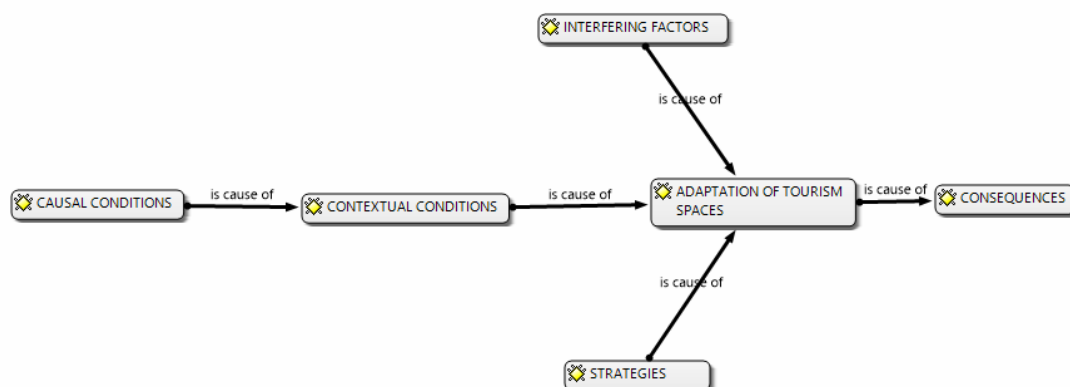 INTERFERING FACTORS
is cause of
CAUSAL CONDITIONS
is cause of
CONTEXTUAL CONDITIONS
is cause of
ADAPTATION OF TOURISM
SPACES
is cause of
CONSEQUENCES
is cause of
STRATEGIES